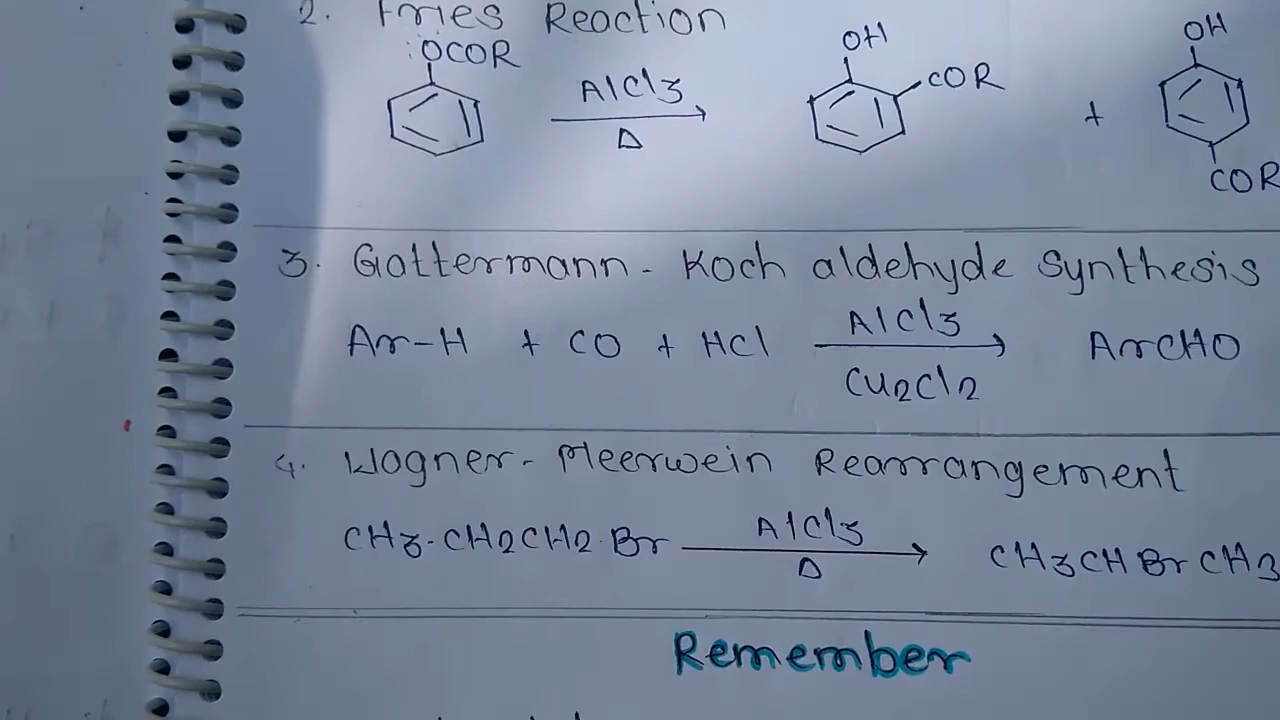 2. Fries Reaction
OCOR
AlCl3
Δ
OH
COR
+
OH
COR
3. Gattermann - Koch aldehyde synthesis
Ar-H + CO + HCl
AlCl3
Cu2Cl2
ArCHO
4. Wagner - Meerwein Rearrangement
CH3-CH2CH2.Br
AlCl3
Δ
CH3CHBrCH3
Remember